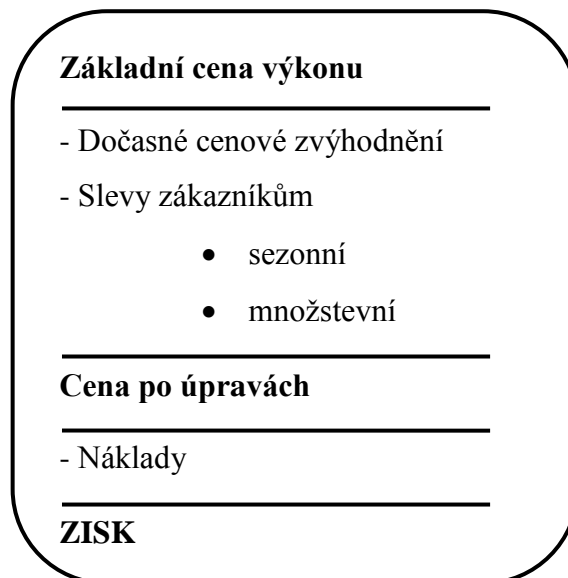 Základní cena výkonu
- Dočasné cenové zvýhodnění
- Slevy zákazníkům
• sezonní
• množstevní
Cena po úpravách
- Náklady
ZISK